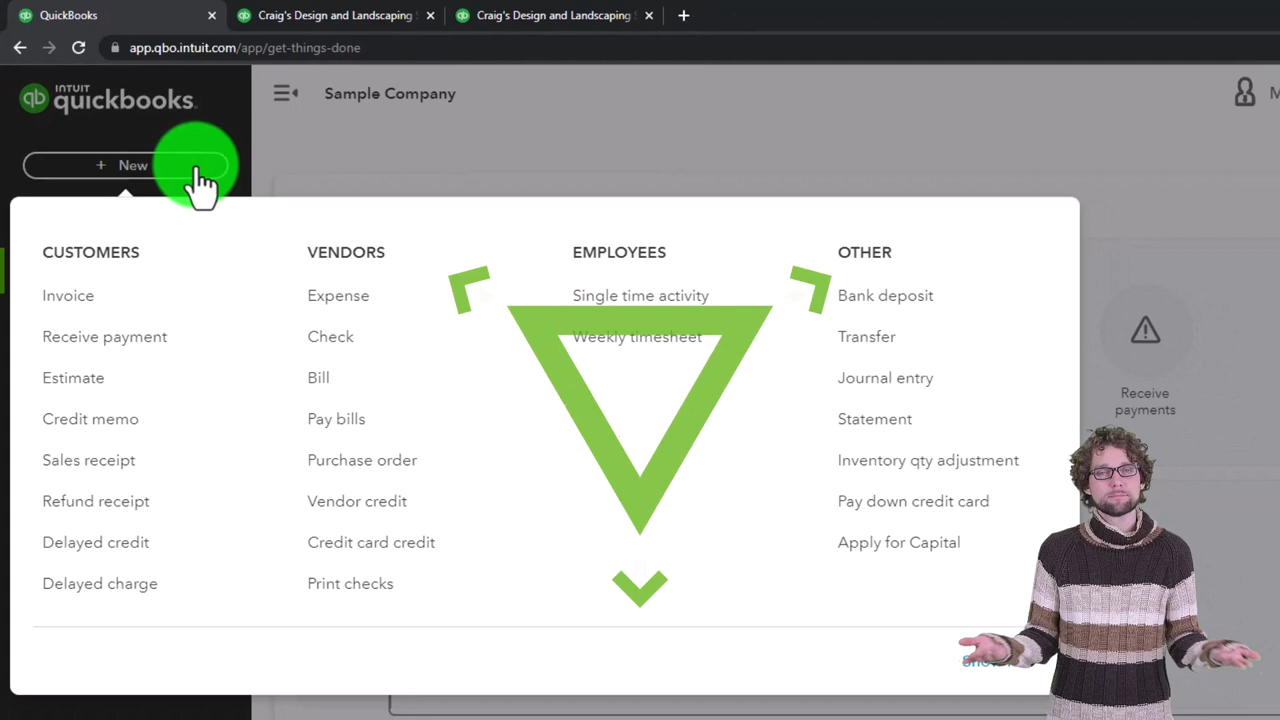 QuickBooks
Craig's Design and Landscaping
Craig's Design and Landscaping
app.qbo.intuit.com/app/get-things-done
INTUIT
quickbooks.
Sample Company
+ New
CUSTOMERS
Invoice
Receive payment
Estimate
Credit memo
Sales receipt
Refund receipt
Delayed credit
Delayed charge
VENDORS
Expense
Check
Bill
Pay bills
Purchase order
Vendor credit
Credit card credit
Print checks
EMPLOYEES
Single time activity
Weekly timesheet
OTHER
Bank deposit
Transfer
Journal entry
Statement
Inventory qty adjustment
Pay down credit card
Apply for Capital
Receive
payments